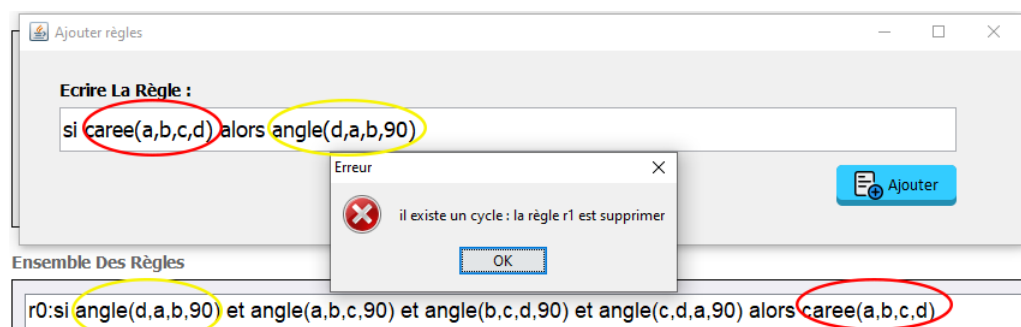 Ajouter règles
Ecrire La Règle :
si caree(a,b,c,d) alors angle(d,a,b,90)
Erreur
il existe un cycle : la règle r1 est supprimer
OK
Ajouter
Ensemble Des Règles
r0:si angle(d,a,b,90) et angle(a,b,c,90) et angle(b,c,d,90) et angle(c,d,a,90) alors caree(a,b,c,d)